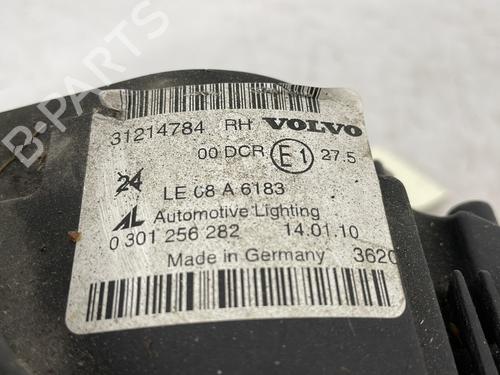 31214784 RH VOLVO
00 DCR E1 27.5
24 LE 08 A 6183
AL Automotive Lighting
0 301 256 282 14.01.10
Made in Germany 3620